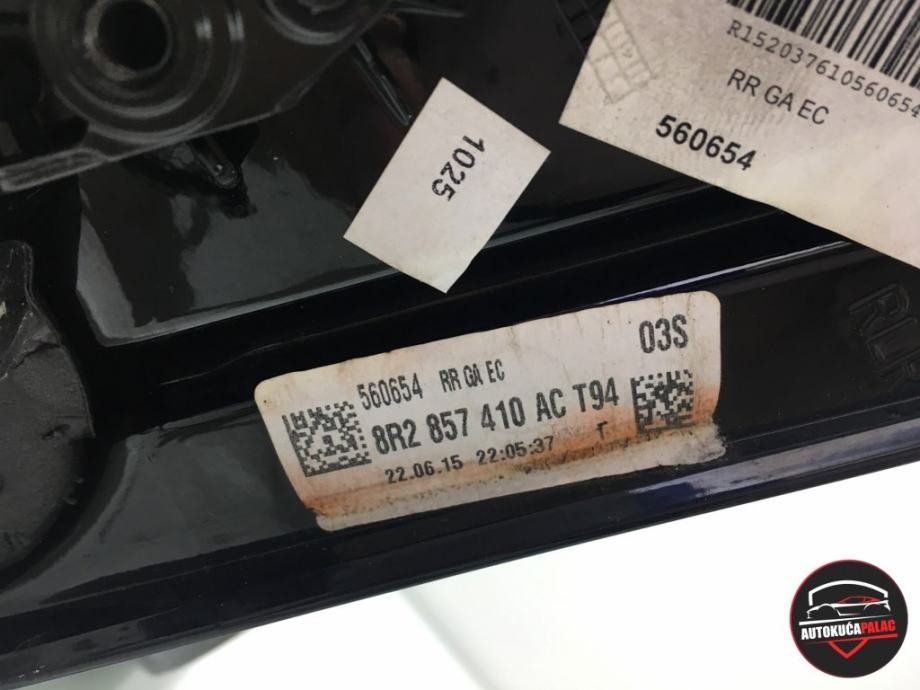 R15203761056065​4
RR GA EC
560654
1025
03S
560654 RR GA EC
8R2 857 410 AC T94
22.06.15 22:05:37
AUTOKUĆAPALAC